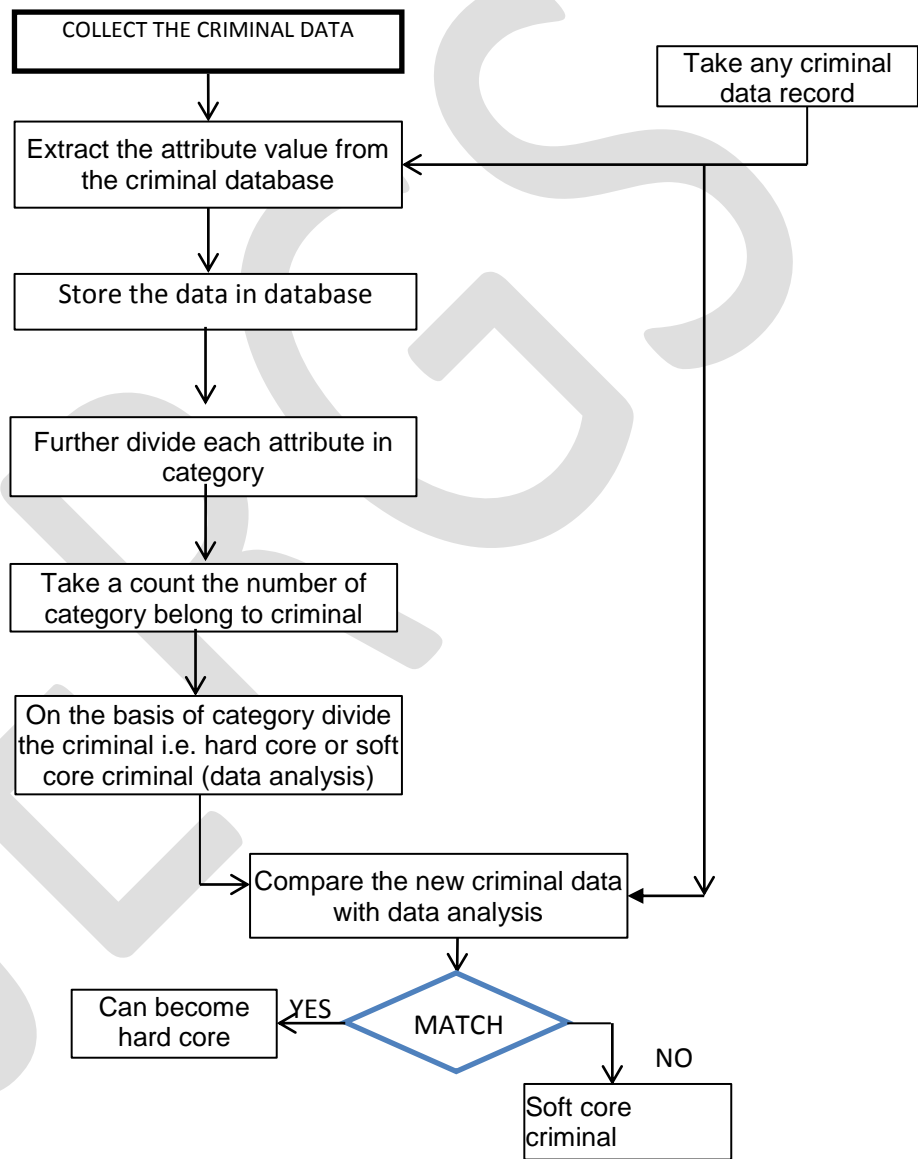 COLLECT THE CRIMINAL DATA
Take any criminal
data record
Extract the attribute value from
the criminal database
Store the data in database
Further divide each attribute in
category
Take a count the number of
category belong to criminal
On the basis of category divide
the criminal i.e. hard core or soft
core criminal (data analysis)
Compare the new criminal data
with data analysis
Can become
hard core
YES
MATCH
NO
Soft core
criminal